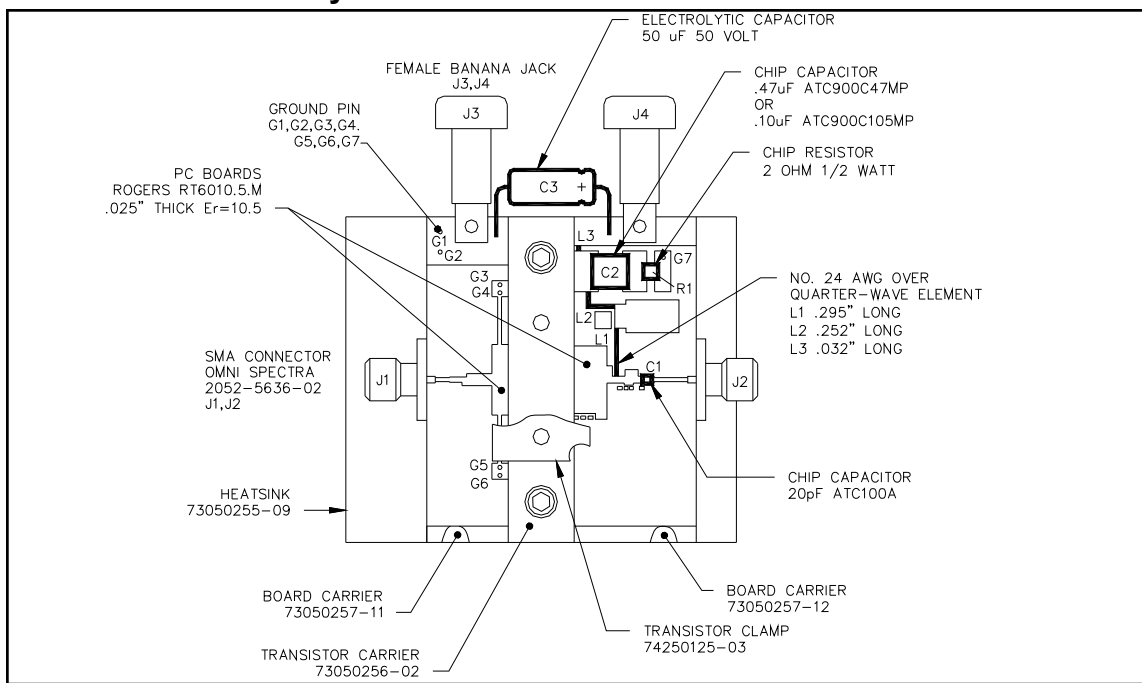 ELECTROLYTIC CAPACITOR
50 uF 50 VOLT
FEMALE BANANA JACK
J3,J4
CHIP CAPACITOR
.47uF ATC900C47MP
OR
.10uF ATC900C105MP
GROUND PIN
G1,G2,G3,G4.
G5,G6,G7
J3
J4
CHIP RESISTOR
2 OHM 1/2 WATT
PC BOARDS
ROGERS RT6010.5.M
.025" THICK Er=10.5
C3 +
G1
G2
L3
G7
C2
R1
G3
G4
NO. 24 AWG OVER
QUARTER-WAVE ELEMENT
L1 .295" LONG
L2 .252" LONG
L3 .032" LONG
L2
L1
SMA CONNECTOR
OMNI SPECTRA
2052-5636-02
J1,J2
J1
C1
J2
G5
G6
CHIP CAPACITOR
20pF ATC100A
HEATSINK
73050255-09
BOARD CARRIER
73050257-11
BOARD CARRIER
73050257-12
TRANSISTOR CLAMP
74250125-03
TRANSISTOR CARRIER
73050256-02